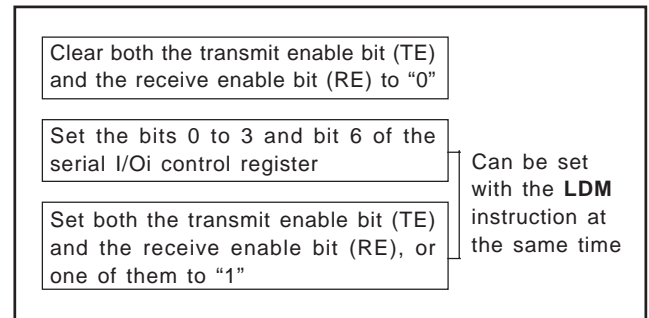 Clear both the transmit enable bit (TE)
and the receive enable bit (RE) to “0”
Set the bits 0 to 3 and bit 6 of the
serial I/Oi control register
Set both the transmit enable bit (TE)
and the receive enable bit (RE), or
one of them to “1”
Can be set
with the LDM
instruction at
the same time